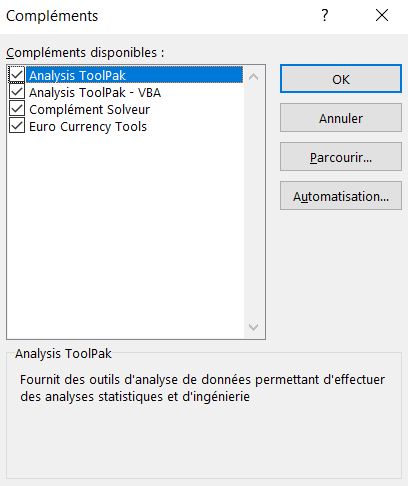 Compléments
?
Compléments disponibles :
Analysis ToolPak
Analysis ToolPak - VBA
Complément Solveur
Euro Currency Tools
OK
Annuler
Parcourir...
Automatisation...
Analysis ToolPak
Fournit des outils d'analyse de données permettant d'effectuer
des analyses statistiques et d'ingénierie